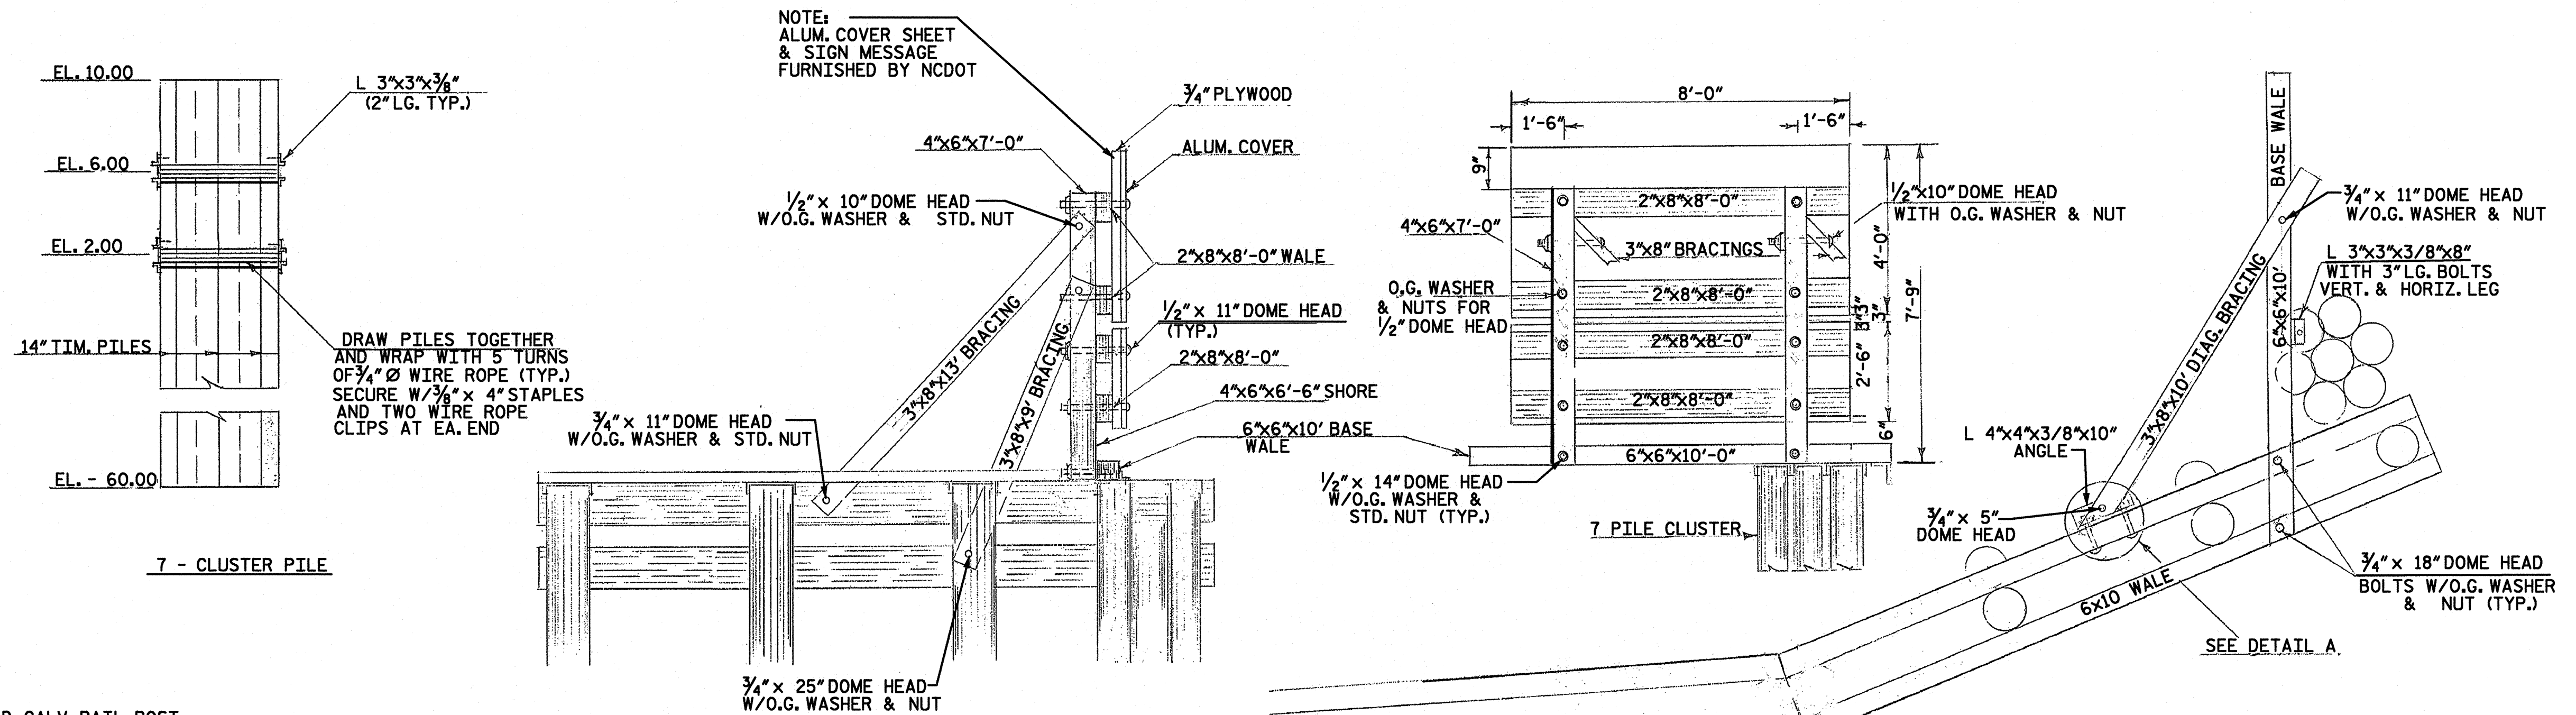 EL. 10.00
L 3"x3"x3/8"
(2" LG. TYP.)
EL. 6.00
EL. 2.00
14" TIM. PILES
DRAW PILES TOGETHER
AND WRAP WITH 5 TURNS
OF 3/4" Ø WIRE ROPE (TYP.)
SECURE W/3/8" x 4" STAPLES
AND TWO WIRE ROPE
CLIPS AT EA. END
EL. - 60.00
7 - CLUSTER PILE
NOTE:
ALUM. COVER SHEET
& SIGN MESSAGE
FURNISHED BY NCDOT
3/4" PLYWOOD
4"x6"x7'-0"
ALUM. COVER
1/2" x 10" DOME HEAD
W/O.G. WASHER & STD. NUT
2"x8"x8'-0" WALE
3"x8"x13' BRACING
3"x8"x9' BRACING
1/2" x 11" DOME HEAD
(TYP.)
2"x8"x8'-0"
4"x6"x6'-6" SHORE
3/4" x 11" DOME HEAD
W/O.G. WASHER & STD. NUT
6"x6"x10' BASE
WALE
3/4" x 25" DOME HEAD
W/O.G. WASHER & NUT
8'-0"
1'-6"
1'-6"
9"
2"x8"x8'-0"
1/2"x10" DOME HEAD
WITH O.G. WASHER & NUT
4"x6"x7'-0"
3"x8" BRACINGS
4'-0"
O.G. WASHER
& NUTS FOR
1/2" DOME HEAD
2"x8"x8'-0"
3"
3"
3"
7'-9"
2"x8"x8'-0"
2'-6"
2"x8"x8'-0"
6"
6"x6"x10'-0"
1/2" x 14" DOME HEAD
W/O.G. WASHER &
STD. NUT (TYP.)
7 PILE CLUSTER
BASE WALE
3/4" x 11" DOME HEAD
W/O.G. WASHER & NUT
L 3"x3"x3/8"x8"
WITH 3" LG. BOLTS
VERT. & HORIZ. LEG
6"x6"x10'
3"x8"x10' DIAG. BRACING
L 4"x4"x3/8"x10"
ANGLE
3/4" x 5"
DOME HEAD
6x10 WALE
3/4" x 18" DOME HEAD
BOLTS W/O.G. WASHER
& NUT (TYP.)
SEE DETAIL A